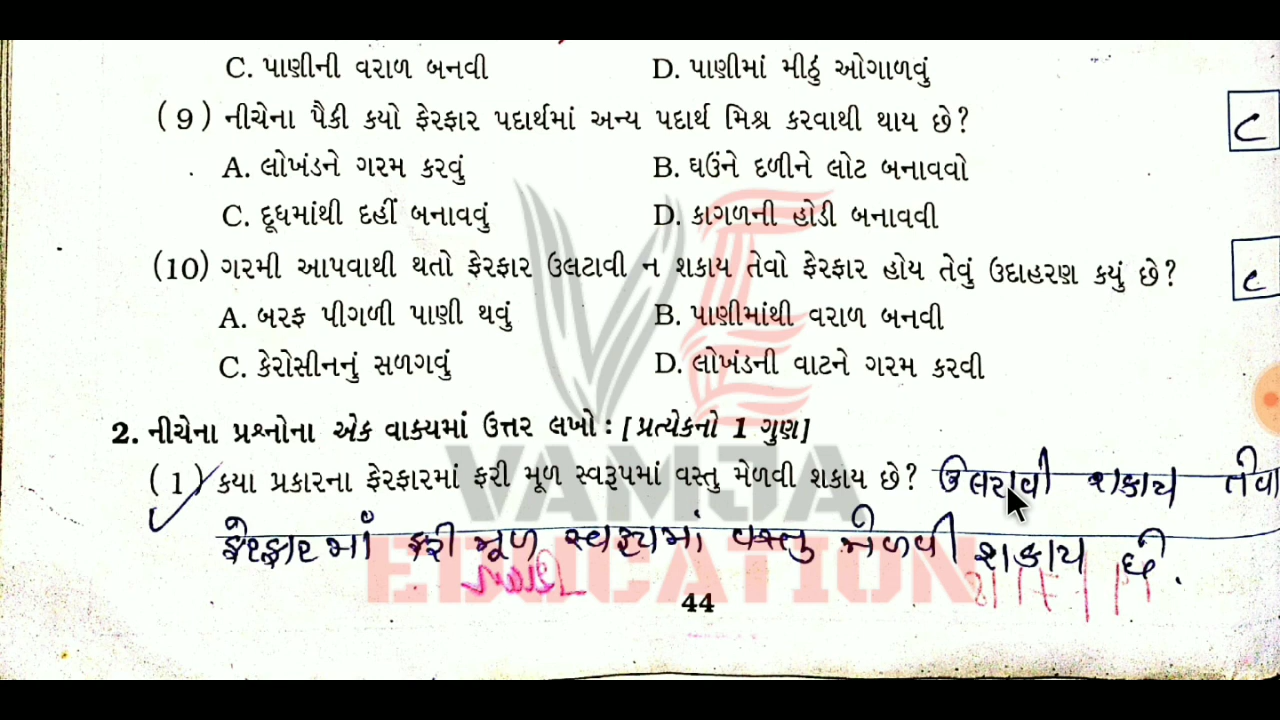 C. પાણીની વરાળ બનવી D. પાણીમાં મીઠું ઓગાળવું
(9) નીચેના પૈકી કયો ફેરફાર પદાર્થમાં અન્ય પદાર્થ મિશ્ર કરવાથી થાય છે? C
A. લોખંડને ગરમ કરવું B. ઘઉંને દળીને લોટ બનાવવો
C. દૂધમાંથી દહીં બનાવવું D. કાગળની હોડી બનાવવી
(10) ગરમી આપવાથી થતો ફેરફાર ઉલટાવી ન શકાય તેવો ફેરફાર હોય તેવું ઉદાહરણ કયું છે? C
A. બરફ પીગળી પાણી થવું B. પાણીમાંથી વરાળ બનવી
C. કેરોસીનનું સળગવું D. લોખંડની વાટને ગરમ કરવી
2. નીચેના પ્રશ્નોના એક વાક્યમાં ઉત્તર લખો : [પ્રત્યેકનો 1 ગુણ]
(1) કયા પ્રકારના ફેરફારમાં ફરી મૂળ સ્વરૂપમાં વસ્તુ મેળવી શકાય છે? ઉલટાવી શકાય તેવા
ફેરફારમાં ફરી મૂળ સ્વરૂપમાં વસ્તુ મેળવી શકાય છે.
VAMJA
EDUCATION
44